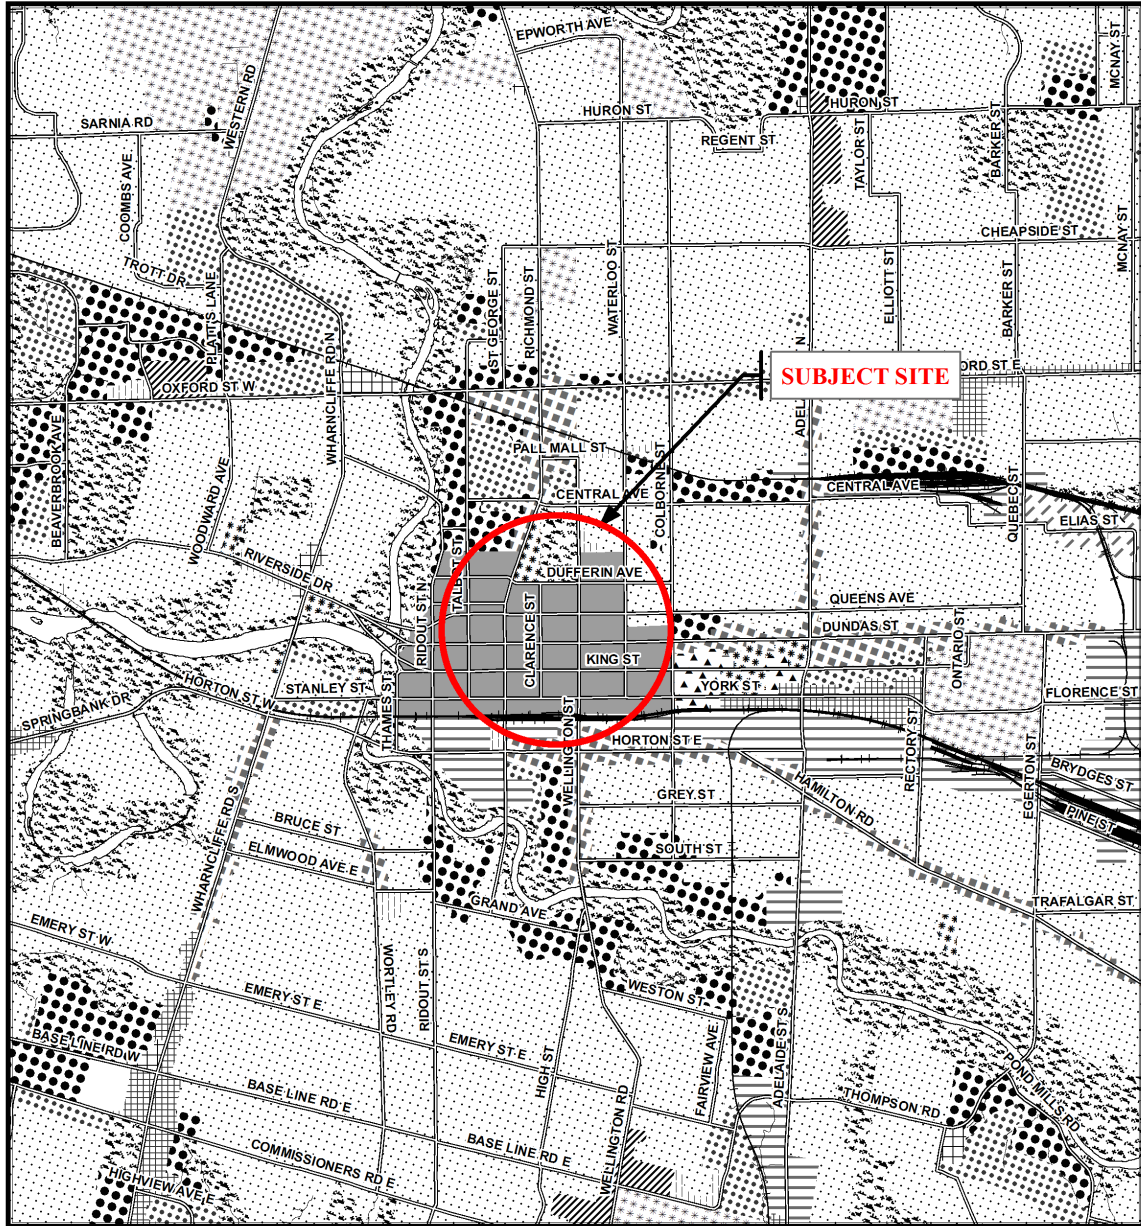 EPWORTH AVE
MCNAY ST
WESTERN RD
HURON ST
HURON ST
SARNIA RD
REGENT ST
TAYLOR ST
BARKER ST
COOMBS AVE
CHEAPSIDE ST
MCNAY ST
TROTT DR
PLATT'S LANE
ST GEORGE ST
RICHMOND ST
WATERLOO ST
ELLIOTT ST
BARKER ST
WHARNCLIFFE RD N
SUBJECT SITE
ORD ST E
OXFORD ST W
ADEL
N
BEAVERBROOK AVE
WOODWARD AVE
PALL MALL ST
COLBORNE ST
CENTRAL AVE
CENTRAL AVE
QUEBEC ST
ELIAS ST
RIVERSIDE DR
TALBOT ST
DUFFERIN AVE
RIDOUT ST N
CLARENCE ST
QUEENS AVE
DUNDAS ST
KING ST
ONTARIO ST
STANLEY ST
YORK ST
FLORENCE ST
HORTON ST W
SPRINGBANK DR
THAMES ST
WELLINGTON ST
HORTON ST E
RECTORY ST
EGERTON ST
BRYDGES ST
PINE ST
HAMILTON RD
GREY ST
WHARNCLIFFE RD S
BRUCE ST
ELMWOOD AVE E
SOUTH ST
GRAND AVE
TRAFALGAR ST
EMERY ST W
WORTLEY RD
RIDOUT ST S
EMERY ST E
WESTON ST
EMERY ST E
HIGH ST
FAIRVIEW AVE
ADELAIDE ST S
BASE LINE RD W
BASE LINE RD E
WELLINGTON RD
THOMPSON RD
POND MILLS RD
COMMISSIONERS RD E
BASE LINE RD E
HIGHVIEW AVE E